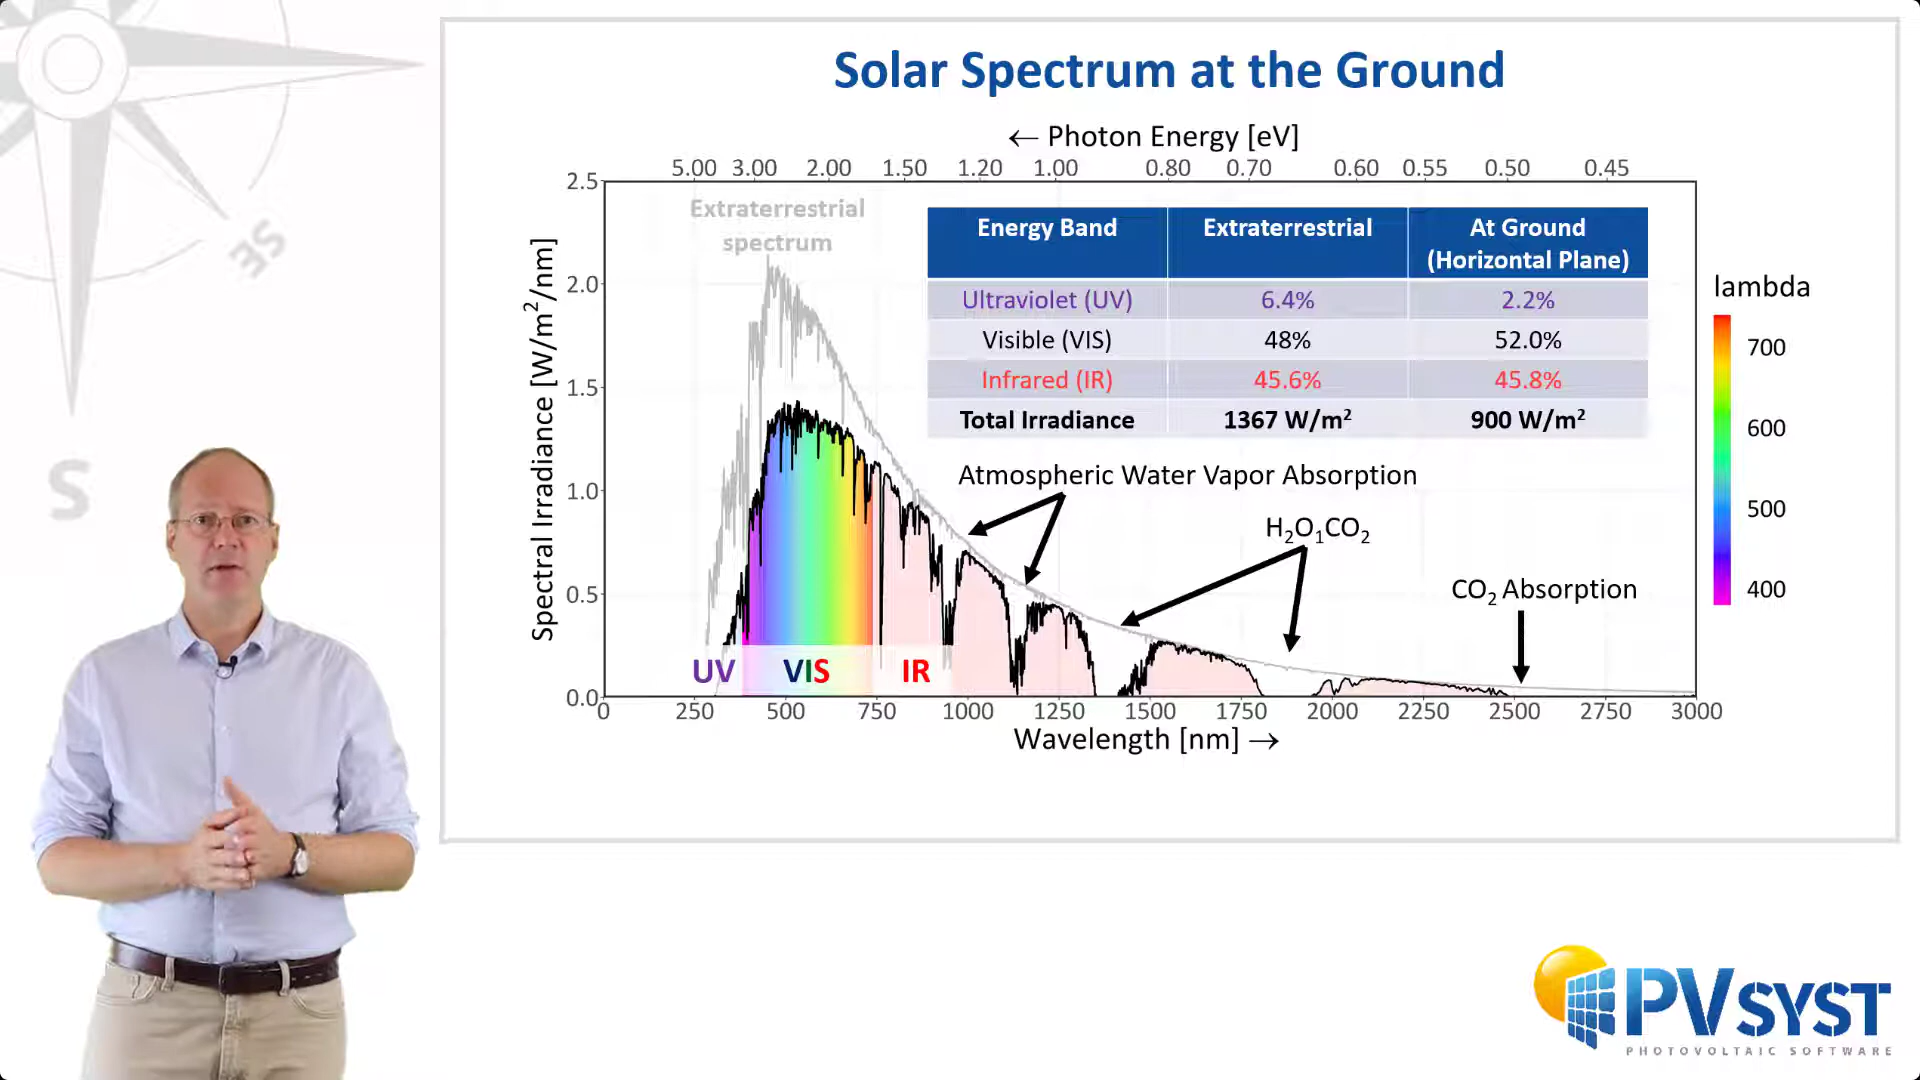 Solar Spectrum at the Ground
← Photon Energy [eV]
5.00 3.00 2.00 1.50 1.20 1.00 0.80 0.70 0.60 0.55 0.50 0.45
2.5
2.0
1.5
1.0
0.5
0.0
Spectral Irradiance [W/m²/nm]
Extraterrestrial
spectrum
Energy Band Extraterrestrial At Ground
(Horizontal Plane)
Ultraviolet (UV) 6.4% 2.2%
Visible (VIS) 48% 52.0%
Infrared (IR) 45.6% 45.8%
Total Irradiance 1367 W/m² 900 W/m²
Atmospheric Water Vapor Absorption
H₂O₁CO₂
CO₂ Absorption
UV VIS IR
0 250 500 750 1000 1250 1500 1750 2000 2250 2500 2750 3000
Wavelength [nm] →
lambda
700
600
500
400
SE
S
PVSYST
PHOTOVOLTAIC SOFTWARE